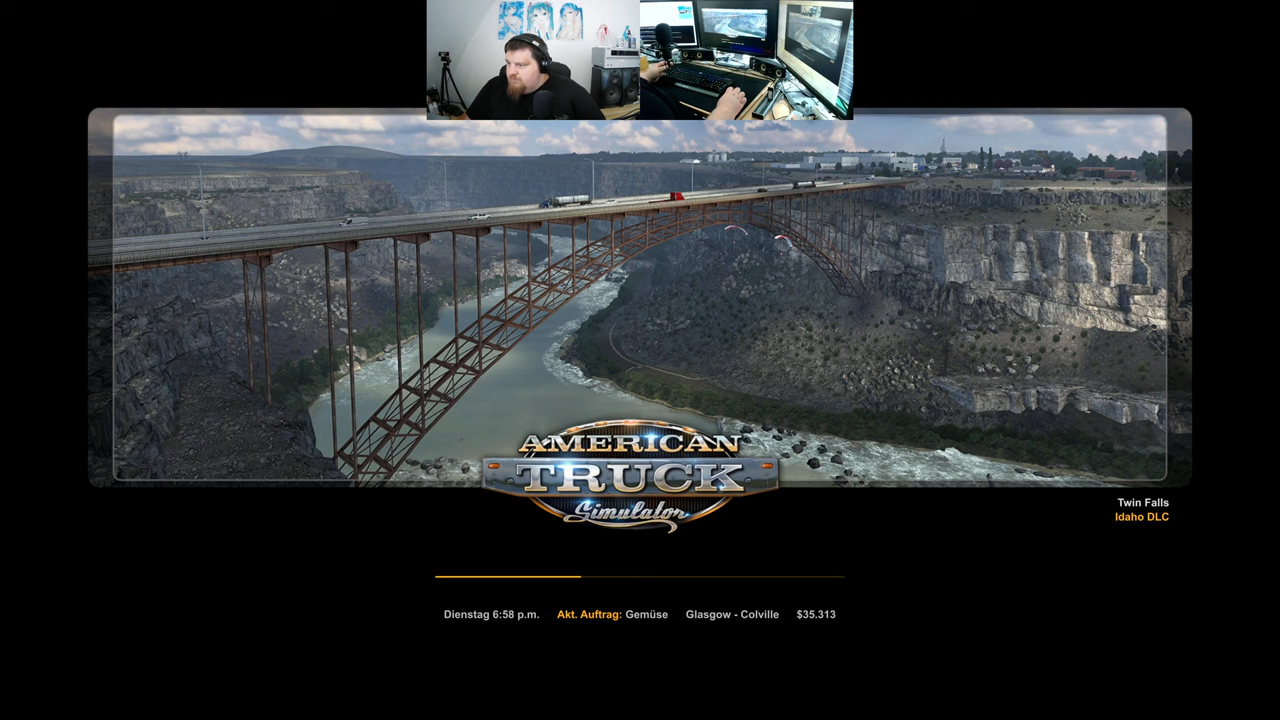 AMERICAN
TRUCK
Simulator
Twin Falls
Idaho DLC
Dienstag 6:58 p.m. Akt. Auftrag: Gemüse Glasgow - Colville $35.313